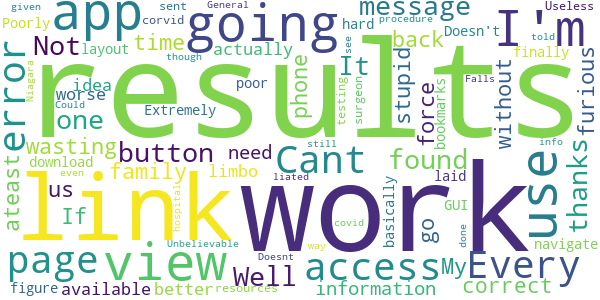 given sent General Useless
app going message I'm
Poorly corvid hard Doesn't procedure told
Not time back
layout actually It see though finally
error results
Niagara idea worse Extremely poor phone testing surgeon stupid force bookmarks without Falls furious
one
ateast wasting button need Cant found use thanks
Could still info
download family limbo laid
even us link hospital liated work basically covid go GUI done
If
page view Unbelievable way access My Every navigate
Well Doesnt
figure available better resources information correct